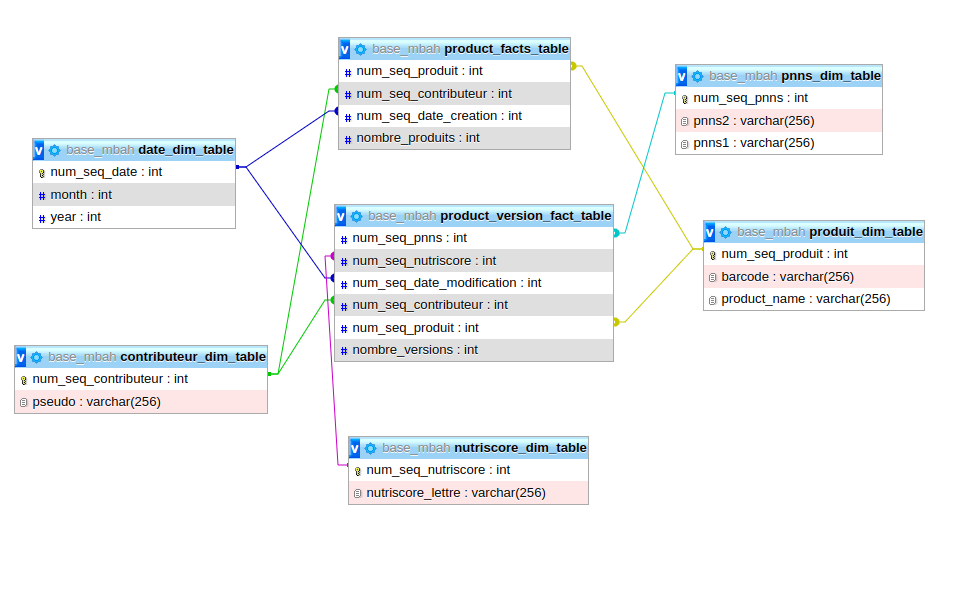 v base_mbah product_facts_table
# num_seq_produit : int
# num_seq_contributeur : int
# num_seq_date_creation : int
# nombre_produits : int
v base_mbah pnns_dim_table
num_seq_pnns : int
pnns2 : varchar(256)
pnns1 : varchar(256)
v base_mbah date_dim_table
num_seq_date : int
# month : int
# year : int
v base_mbah product_version_fact_table
# num_seq_pnns : int
# num_seq_nutriscore : int
# num_seq_date_modification : int
# num_seq_contributeur : int
# num_seq_produit : int
# nombre_versions : int
v base_mbah produit_dim_table
num_seq_produit : int
barcode : varchar(256)
product_name : varchar(256)
v base_mbah contributeur_dim_table
num_seq_contributeur : int
pseudo : varchar(256)
v base_mbah nutriscore_dim_table
num_seq_nutriscore : int
nutriscore_lettre : varchar(256)